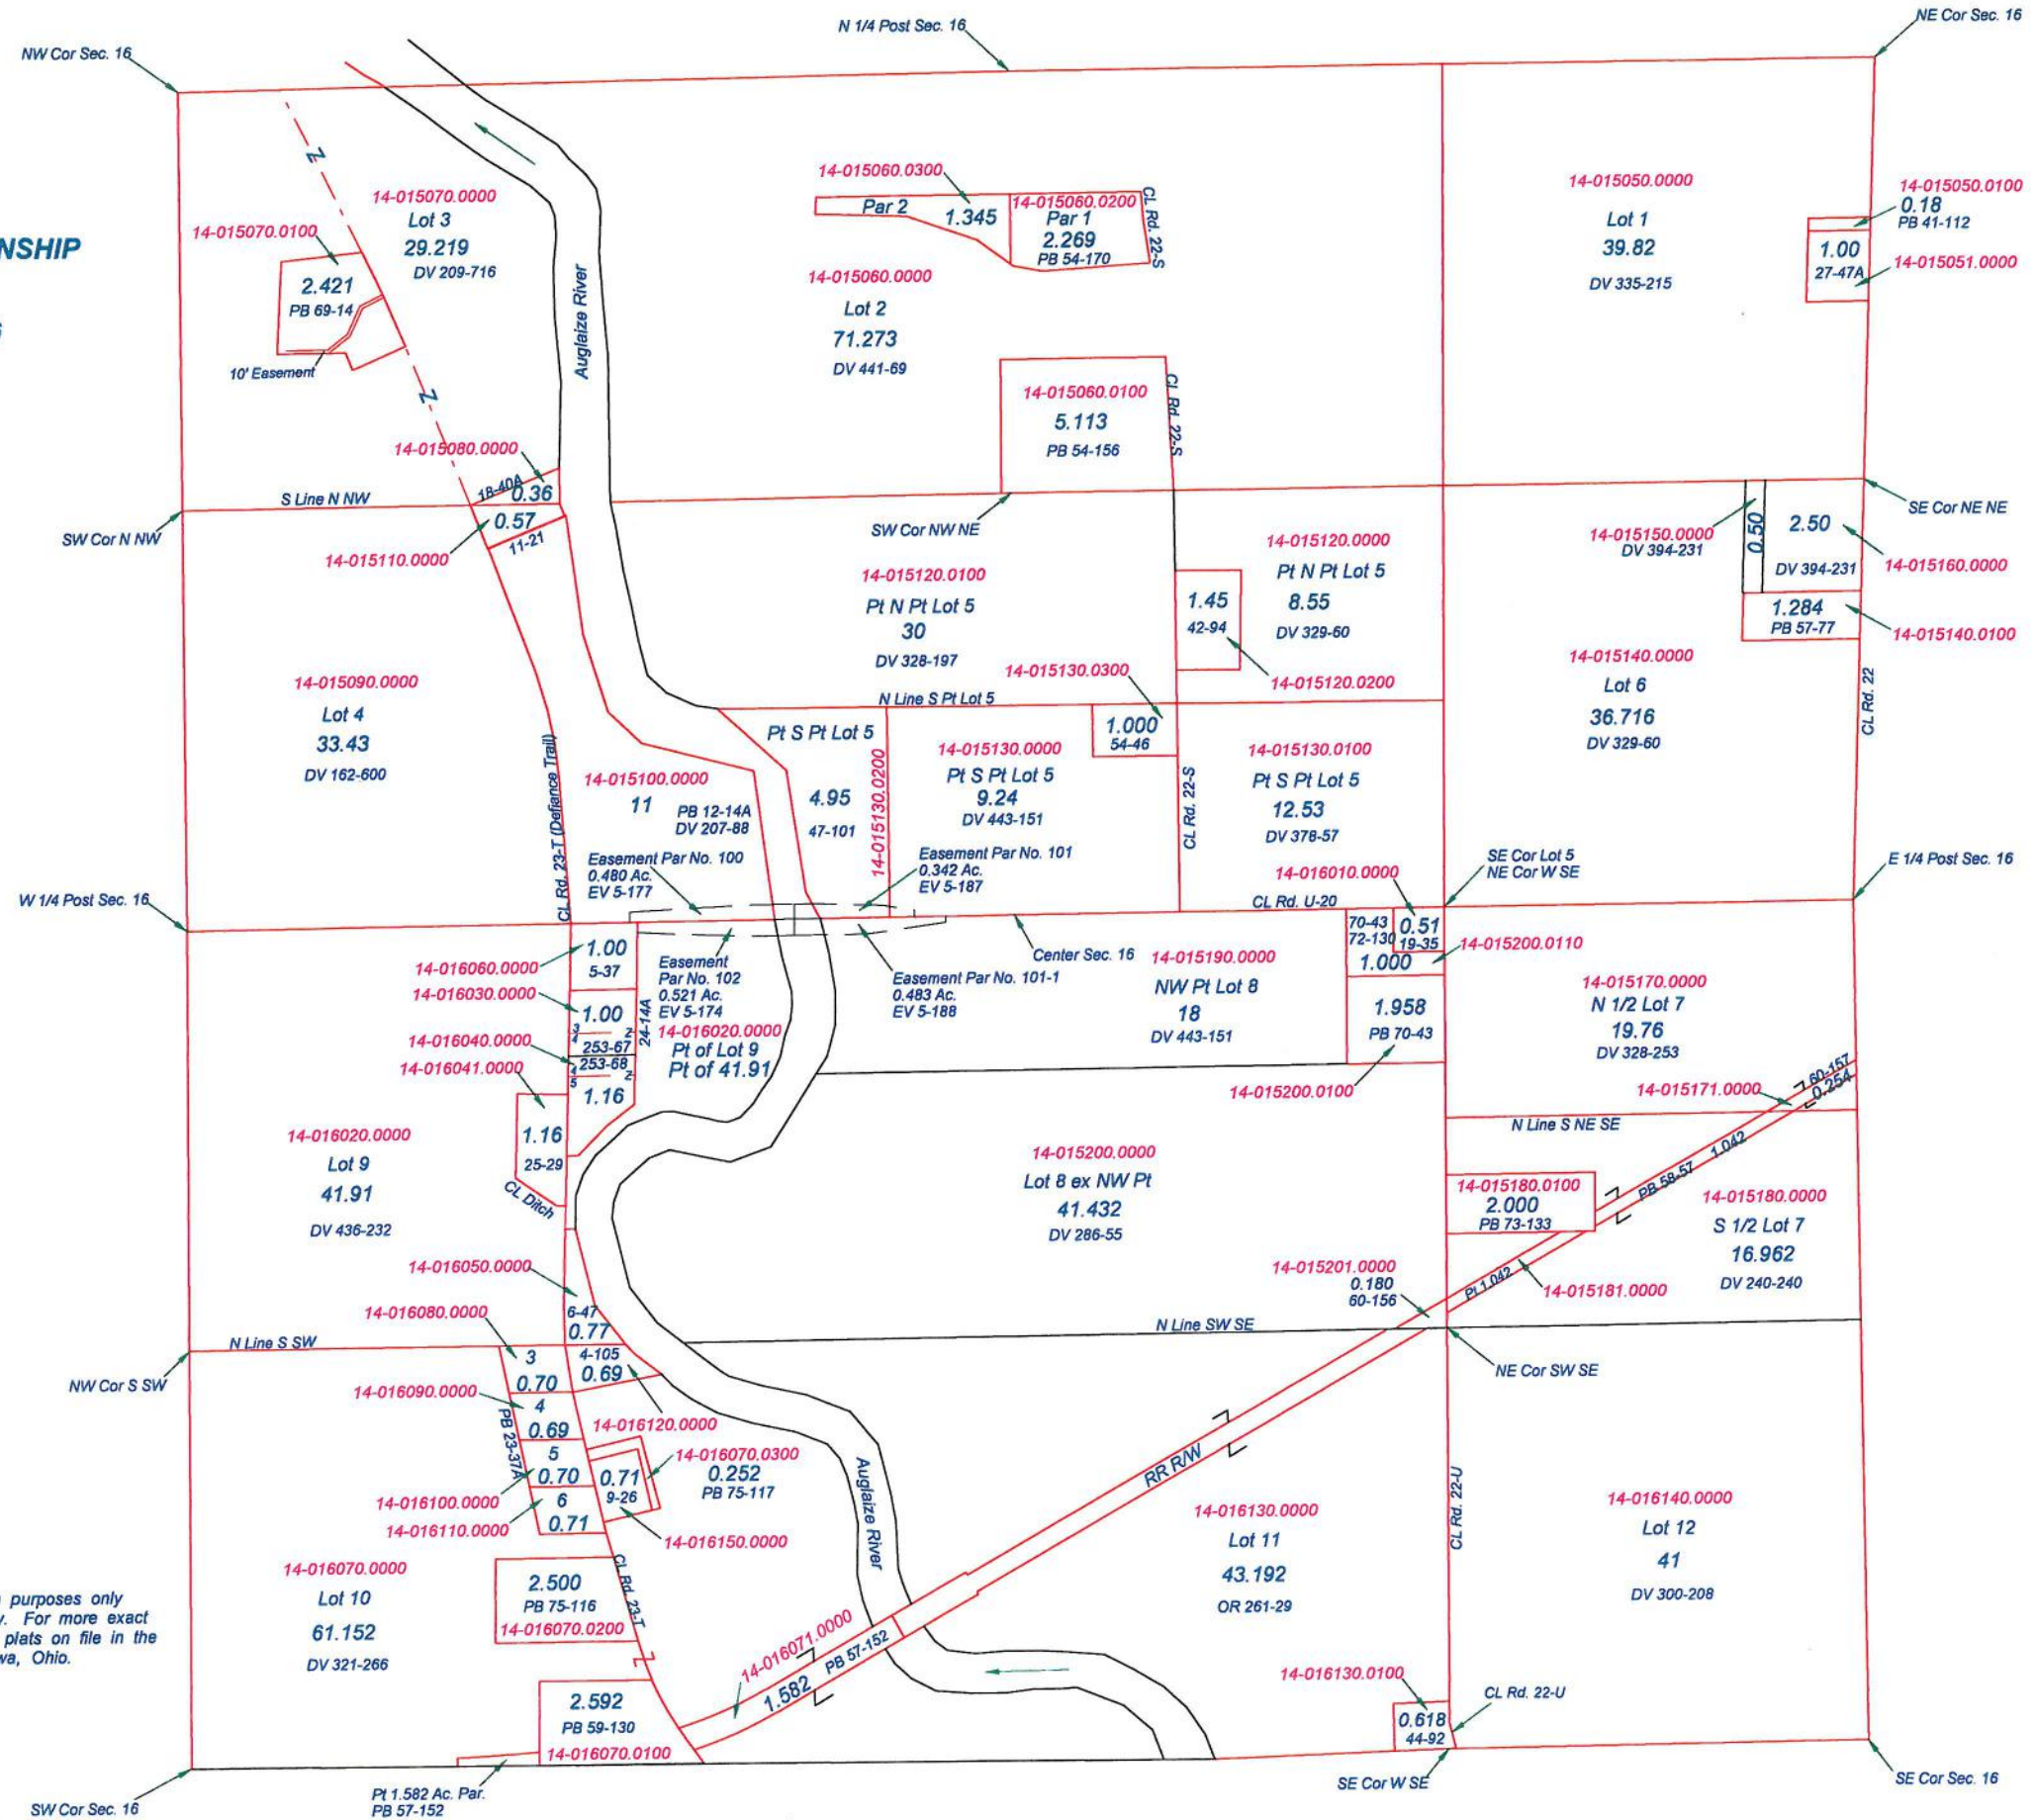 NW Cor Sec. 16
N 1/4 Post Sec. 16
NE Cor Sec. 16
NSHIP
14-015070.0000
Lot 3
29.219
DV 209-716
14-015070.0100
2.421
PB 69-14
10' Easement
Z
Z
Auglaize River
14-015060.0300
Par 2
1.345
14-015060.0200
Par 1
2.269
PB 54-170
CL Rd. 22-S
14-015060.0000
Lot 2
71.273
DV 441-69
14-015060.0100
5.113
PB 54-156
CL Rd. 22-S
14-015050.0000
Lot 1
39.82
DV 335-215
14-015050.0100
0.18
PB 41-112
1.00
27-47A
14-015051.0000
14-015080.0000
18-40A
0.36
S Line N NW
SW Cor N NW
0.57
11-21
14-015110.0000
SW Cor NW NE
14-015120.0100
Pt N Pt Lot 5
30
DV 328-197
14-015120.0000
Pt N Pt Lot 5
8.55
DV 329-60
1.45
42-94
14-015120.0200
14-015130.0300
14-015150.0000
DV 394-231
0.50
2.50
DV 394-231
SE Cor NE NE
14-015160.0000
1.284
PB 57-77
14-015140.0100
14-015140.0000
Lot 6
36.716
DV 329-60
CL Rd. 22
14-015090.0000
Lot 4
33.43
DV 162-600
CL Rd. 23-T (Defiance Trail)
N Line S Pt Lot 5
Pt S Pt Lot 5
4.95
47-101
14-015130.0200
14-015130.0000
Pt S Pt Lot 5
9.24
DV 443-151
1.000
54-46
CL Rd. 22-S
14-015130.0100
Pt S Pt Lot 5
12.53
DV 378-57
14-015100.0000
11
PB 12-14A
DV 207-88
Easement Par No. 100
0.480 Ac.
EV 5-177
Easement Par No. 101
0.342 Ac.
EV 5-187
14-016010.0000
SE Cor Lot 5
NE Cor W SE
E 1/4 Post Sec. 16
W 1/4 Post Sec. 16
CL Rd. U-20
70-43
72-130
0.51
19-35
14-015200.0110
1.000
1.958
PB 70-43
14-015200.0100
Center Sec. 16
14-015190.0000
NW Pt Lot 8
18
DV 443-151
14-015170.0000
N 1/2 Lot 7
19.76
DV 328-253
14-015171.0000
60-157
0.254
14-016060.0000
1.00
5-37
14-016030.0000
1.00
3
4
Z
253-67
14-016040.0000
253-68
4
5
Z
14-016041.0000
1.16
24-14A
Easement
Par No. 102
0.521 Ac.
EV 5-174
14-016020.0000
Pt of Lot 9
Pt of 41.91
Easement Par No. 101-1
0.483 Ac.
EV 5-188
14-016020.0000
Lot 9
41.91
DV 436-232
1.16
25-29
CL Ditch
14-015200.0000
Lot 8 ex NW Pt
41.432
DV 286-55
N Line S NE SE
14-015180.0100
2.000
PB 73-133
PB 58-57 1.042
14-015180.0000
S 1/2 Lot 7
16.962
DV 240-240
14-015201.0000
0.180
60-156
Pt 1.042
14-015181.0000
14-016050.0000
14-016080.0000
6-47
0.77
N Line S SW
N Line SW SE
NW Cor S SW
NE Cor SW SE
3
0.70
4-105
0.69
14-016090.0000
4
0.69
14-016120.0000
PB 23-37A
5
0.70
0.71
9-26
14-016070.0300
0.252
PB 75-117
14-016100.0000
6
0.71
14-016110.0000
14-016150.0000
Auglaize River
RR R/W
CL Rd. 22-U
14-016130.0000
Lot 11
43.192
OR 261-29
14-016140.0000
Lot 12
41
DV 300-208
14-016070.0000
Lot 10
61.152
DV 321-266
2.500
PB 75-116
14-016070.0200
CL Rd. 23-T
Z
purposes only
For more exact
plats on file in the
wa, Ohio.
14-016071.0000
1.582 PB 57-152
2.592
PB 59-130
14-016070.0100
14-016130.0100
0.618
44-92
CL Rd. 22-U
SW Cor Sec. 16
Pt 1.582 Ac. Par.
PB 57-152
SE Cor W SE
SE Cor Sec. 16